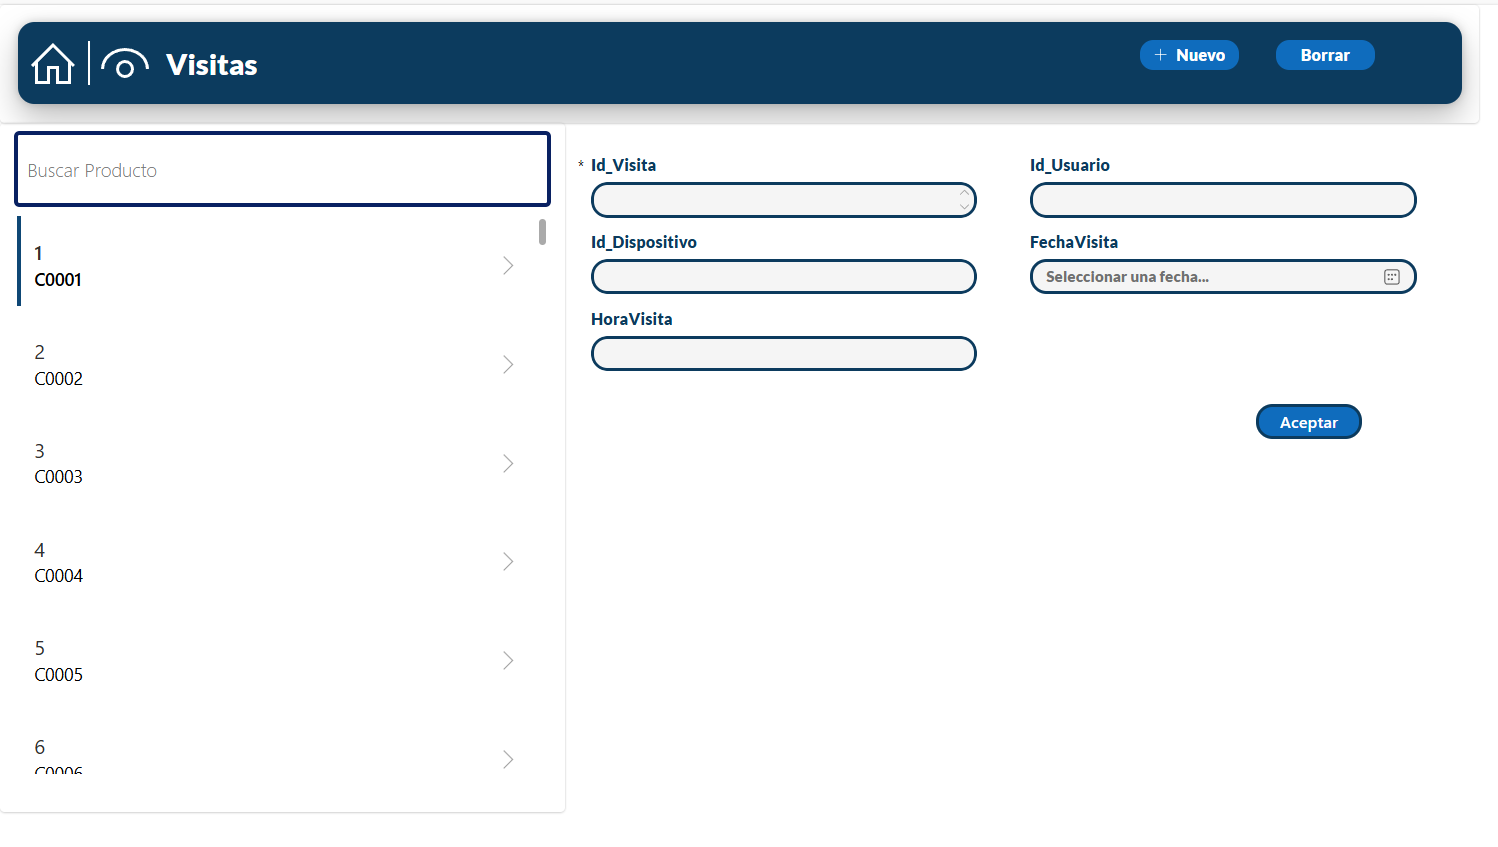 Visitas
Nuevo
Borrar
Buscar Producto
1
C0001
2
C0002
3
C0003
4
C0004
5
C0005
6
C0006
* Id_Visita
Id_Usuario
Id_Dispositivo
FechaVisita
Seleccionar una fecha...
HoraVisita
Aceptar